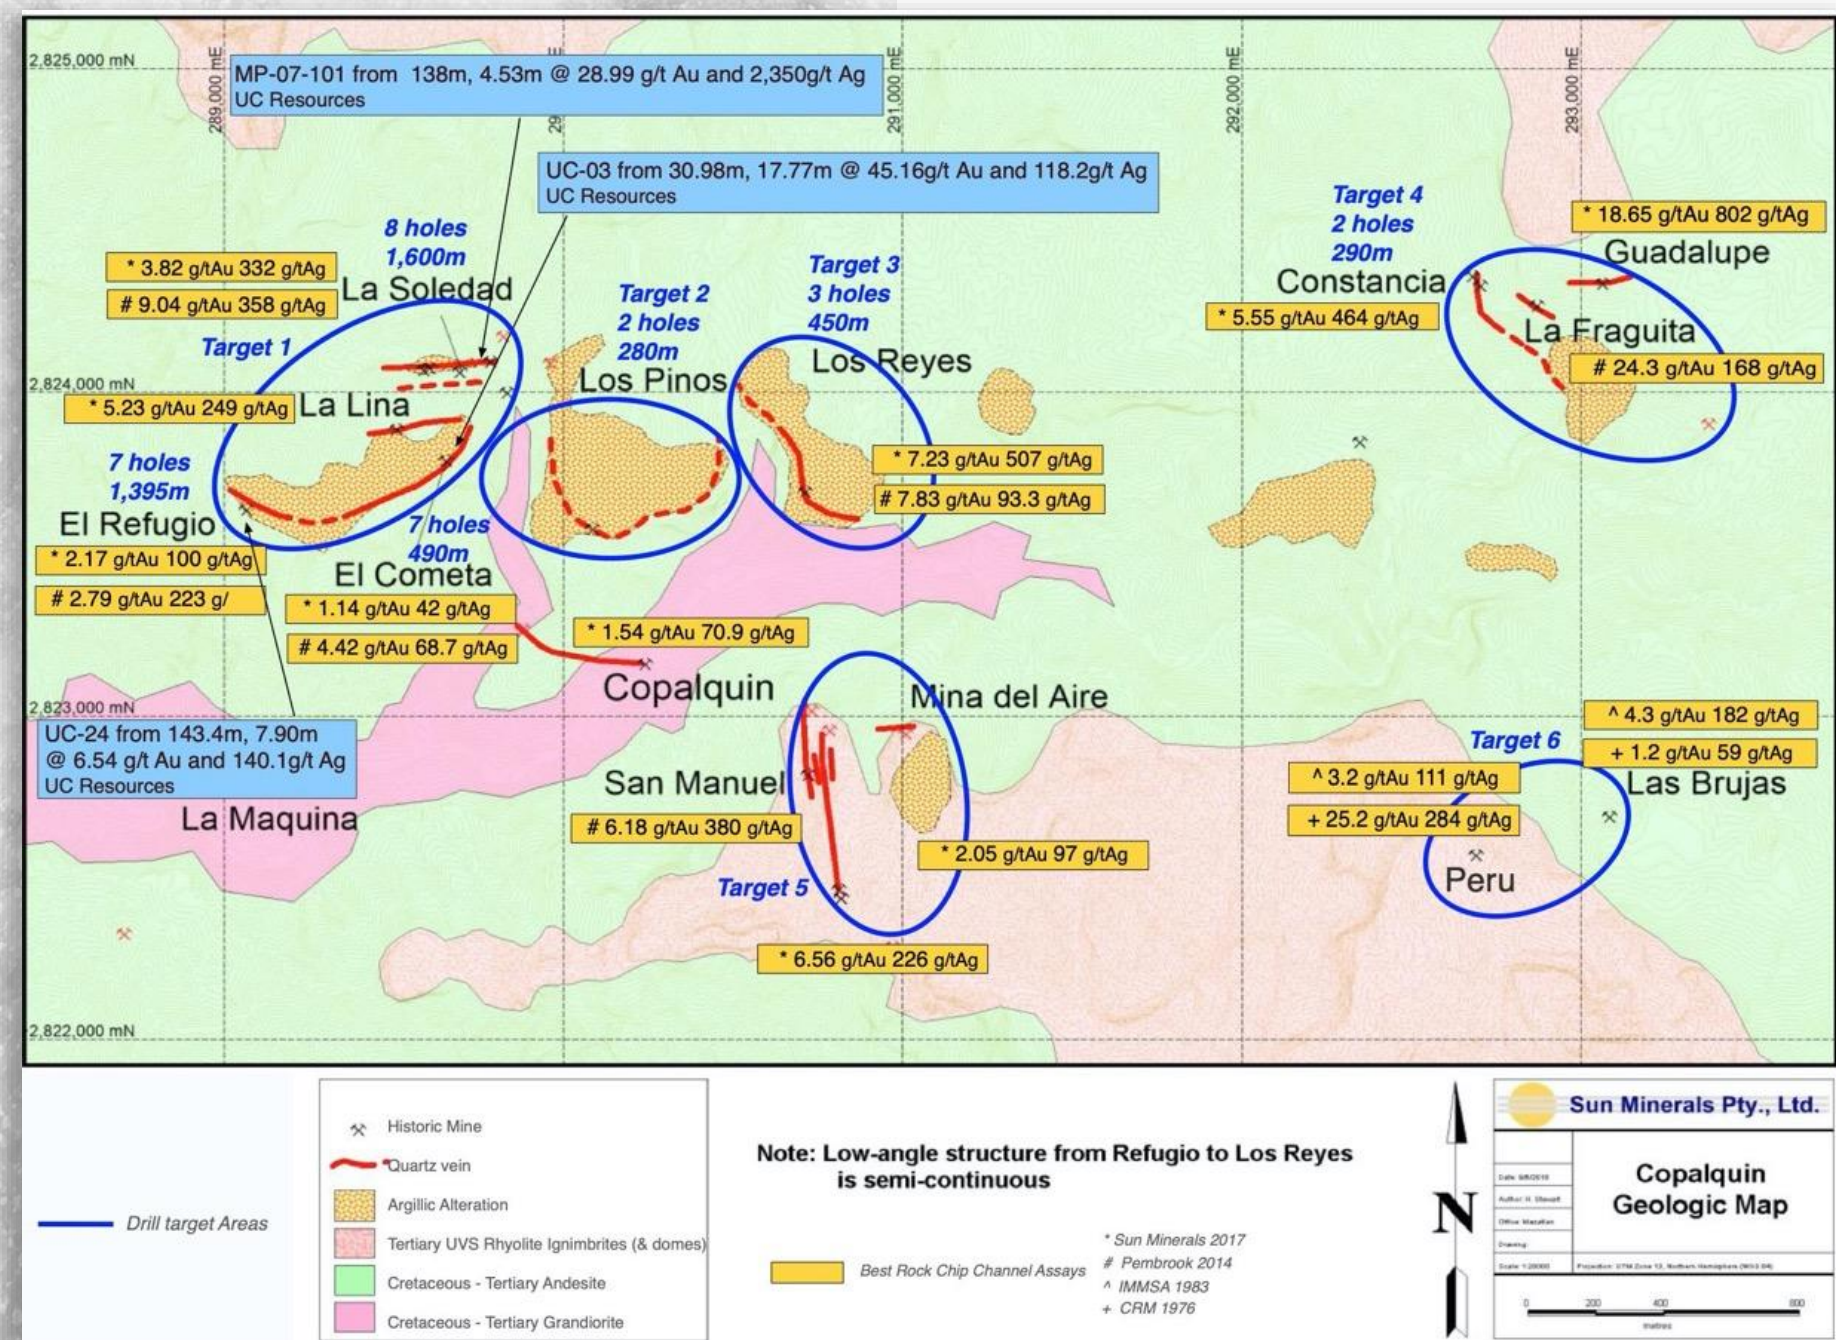 2,825,000 mN
289,000 mE
291,000 mE
292,000 mE
293,000 mE
MP-07-101 from 138m, 4.53m @ 28.99 g/t Au and 2,350g/t Ag
UC Resources
UC-03 from 30.98m, 17.77m @ 45.16g/t Au and 118.2g/t Ag
UC Resources
8 holes
1,600m
* 3.82 g/tAu 332 g/tAg
# 9.04 g/tAu 358 g/tAg
La Soledad
Target 1
Target 2
2 holes
280m
Los Pinos
Target 3
3 holes
450m
Los Reyes
Target 4
2 holes
290m
Constancia
* 5.55 g/tAu 464 g/tAg
* 18.65 g/tAu 802 g/tAg
Guadalupe
La Fraguita
# 24.3 g/tAu 168 g/tAg
2,824,000 mN
* 5.23 g/tAu 249 g/tAg
La Lina
7 holes
1,395m
El Refugio
* 2.17 g/tAu 100 g/tAg
# 2.79 g/tAu 223 g/
7 holes
490m
El Cometa
* 1.14 g/tAu 42 g/tAg
# 4.42 g/tAu 68.7 g/tAg
* 7.23 g/tAu 507 g/tAg
# 7.83 g/tAu 93.3 g/tAg
* 1.54 g/tAu 70.9 g/tAg
Copalquin
2,823,000 mN
UC-24 from 143.4m, 7.90m
@ 6.54 g/t Au and 140.1g/t Ag
UC Resources
La Maquina
Mina del Aire
San Manuel
# 6.18 g/tAu 380 g/tAg
* 2.05 g/tAu 97 g/tAg
Target 5
* 6.56 g/tAu 226 g/tAg
Target 6
^ 4.3 g/tAu 182 g/tAg
+ 1.2 g/tAu 59 g/tAg
Las Brujas
^ 3.2 g/tAu 111 g/tAg
+ 25.2 g/tAu 284 g/tAg
Peru
2,822,000 mN
Drill target Areas
Historic Mine
Quartz vein
Argillic Alteration
Tertiary UVS Rhyolite Ignimbrites (& domes)
Cretaceous - Tertiary Andesite
Cretaceous - Tertiary Grandiorite
Note: Low-angle structure from Refugio to Los Reyes
is semi-continuous
Best Rock Chip Channel Assays
* Sun Minerals 2017
# Pembrook 2014
^ IMMSA 1983
+ CRM 1976
N
Sun Minerals Pty., Ltd.
Copalquin
Geologic Map
Author: H. Stewart
Office: Mazatlan
Drawing:
Scale: 1:20000
0 200 400 800
metres